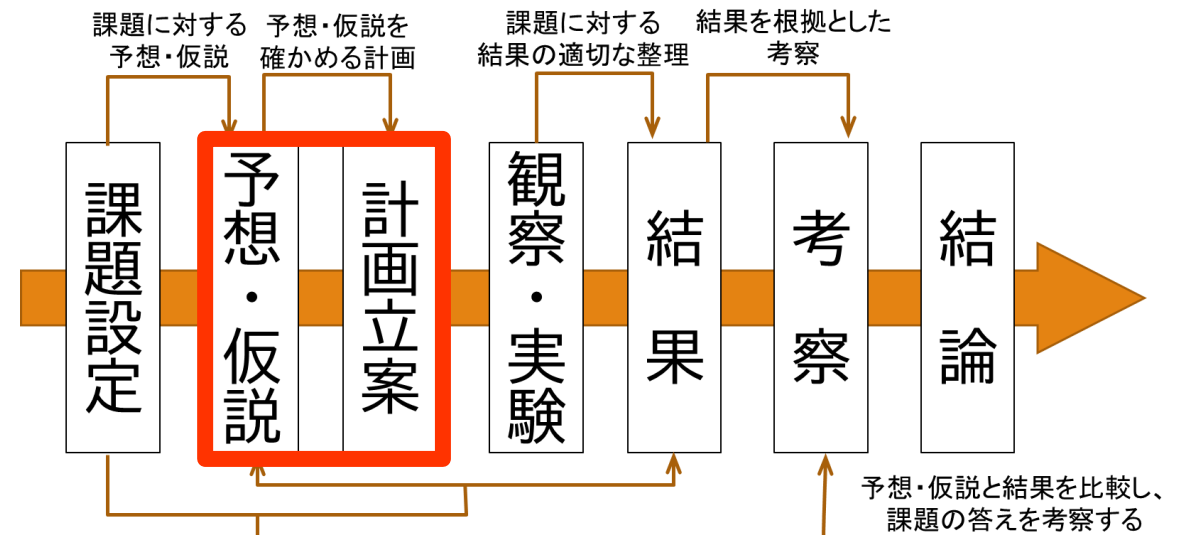 課題に対する
予想・仮説
予想・仮説を
確かめる計画
課題に対する
結果の適切な整理
結果を根拠とした
考察
課題設定
予想・仮説
計画立案
観察・実験
結果
考察
結論
予想・仮説と結果を比較し、
課題の答えを考察する